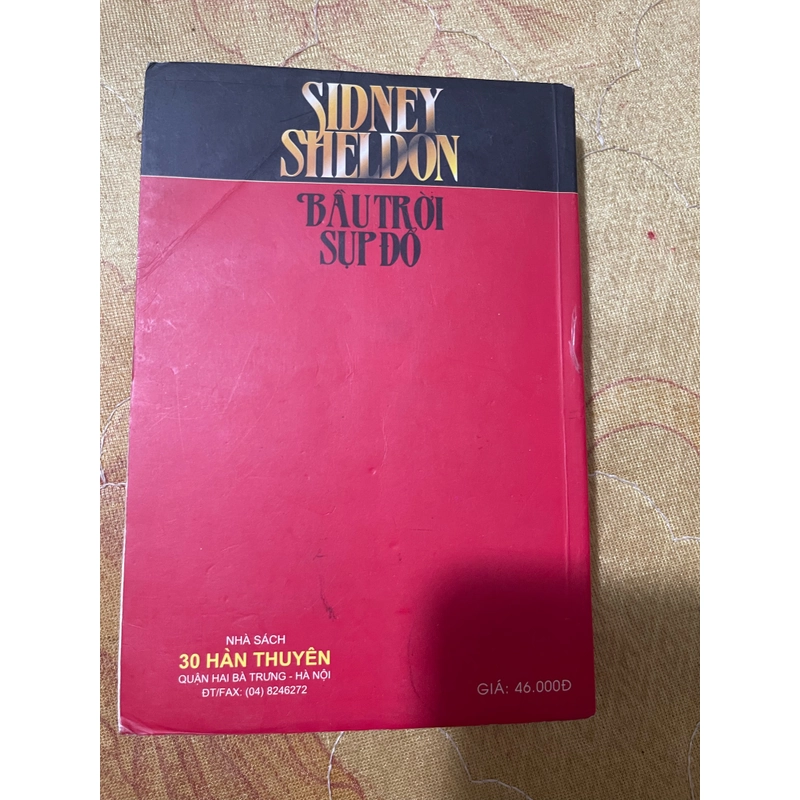 SIDNEY
SHELDON
BẦU TRỜI
SỤP ĐỔ
NHÀ SÁCH
30 HÀN THUYÊN
QUẬN HAI BÀ TRƯNG - HÀ NỘI
ĐT/FAX: (04) 8246272
GIÁ: 46.000Đ